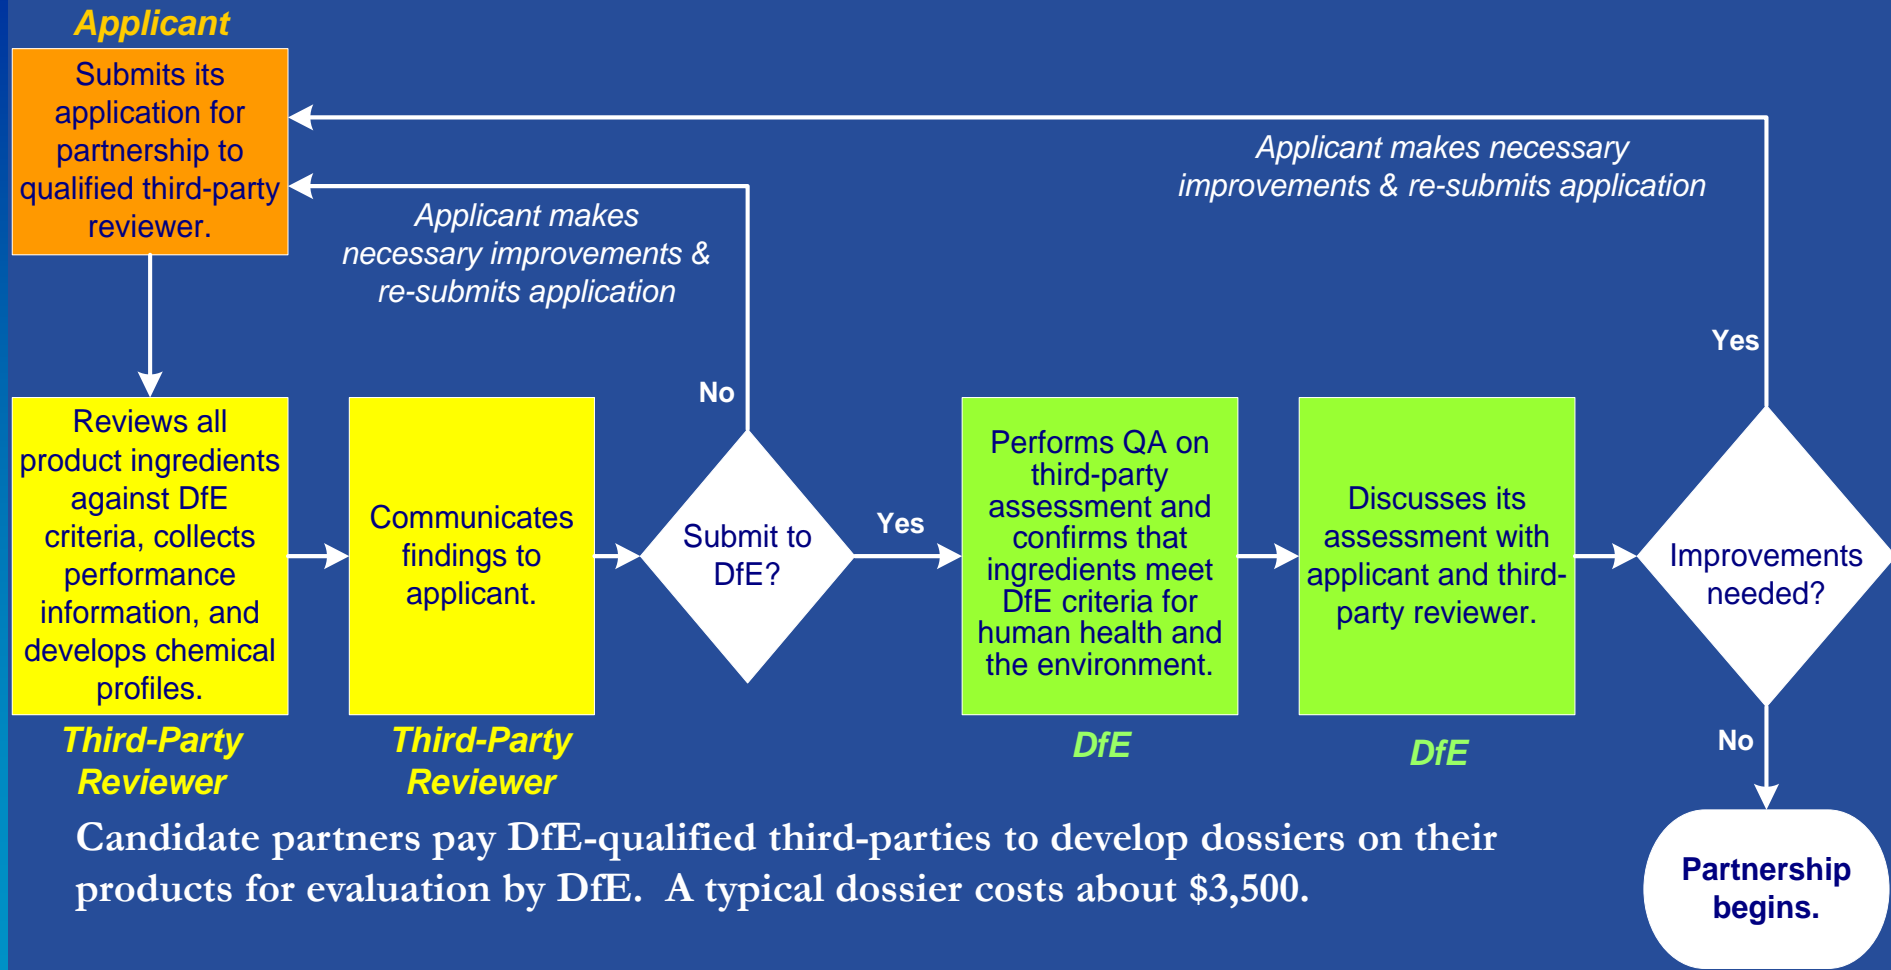 Applicant
Submits its
application for
partnership to
qualified third-party
reviewer.
Applicant makes necessary
improvements & re-submits application
Applicant makes
necessary improvements &
re-submits application
Yes
No
Reviews all
product ingredients
against DfE
criteria, collects
performance
information, and
develops chemical
profiles.
Third-Party
Reviewer
Communicates
findings to
applicant.
Third-Party
Reviewer
Submit to
DfE?
Yes
Performs QA on
third-party
assessment and
confirms that
ingredients meet
DfE criteria for
human health and
the environment.
DfE
Discusses its
assessment with
applicant and third-
party reviewer.
DfE
Improvements
needed?
No
Partnership
begins.
Candidate partners pay DfE-qualified third-parties to develop dossiers on their
products for evaluation by DfE. A typical dossier costs about $3,500.